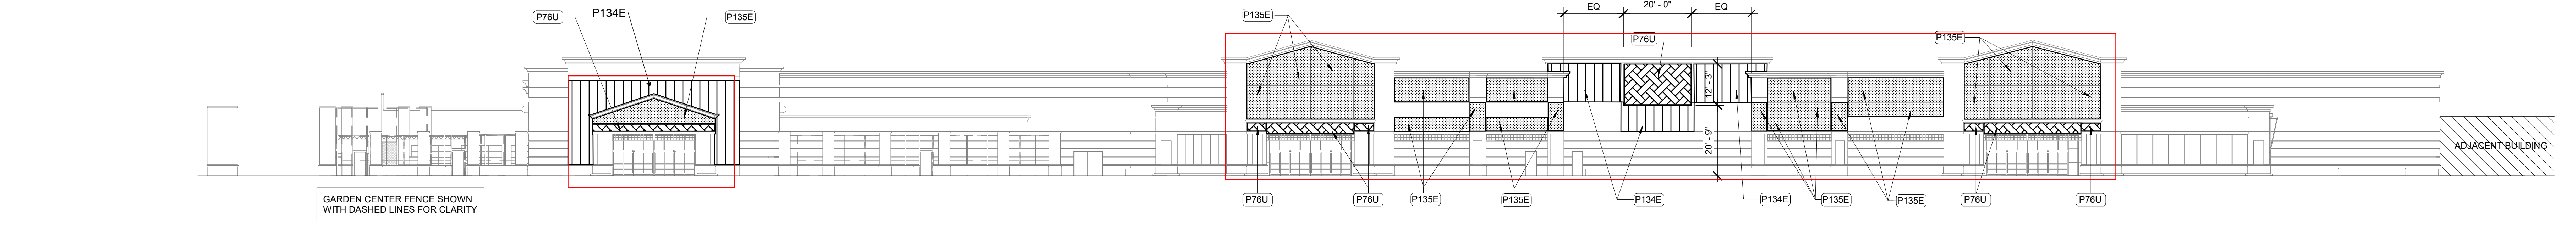 P76U
P134E
P135E
P135E
EQ
20' - 0"
EQ
P76U
P135E
12' - 3"
20' - 9"
ADJACENT BUILDING
GARDEN CENTER FENCE SHOWN
WITH DASHED LINES FOR CLARITY
P76U
P76U
P135E
P135E
P134E
P134E
P135E
P135E
P76U
P76U